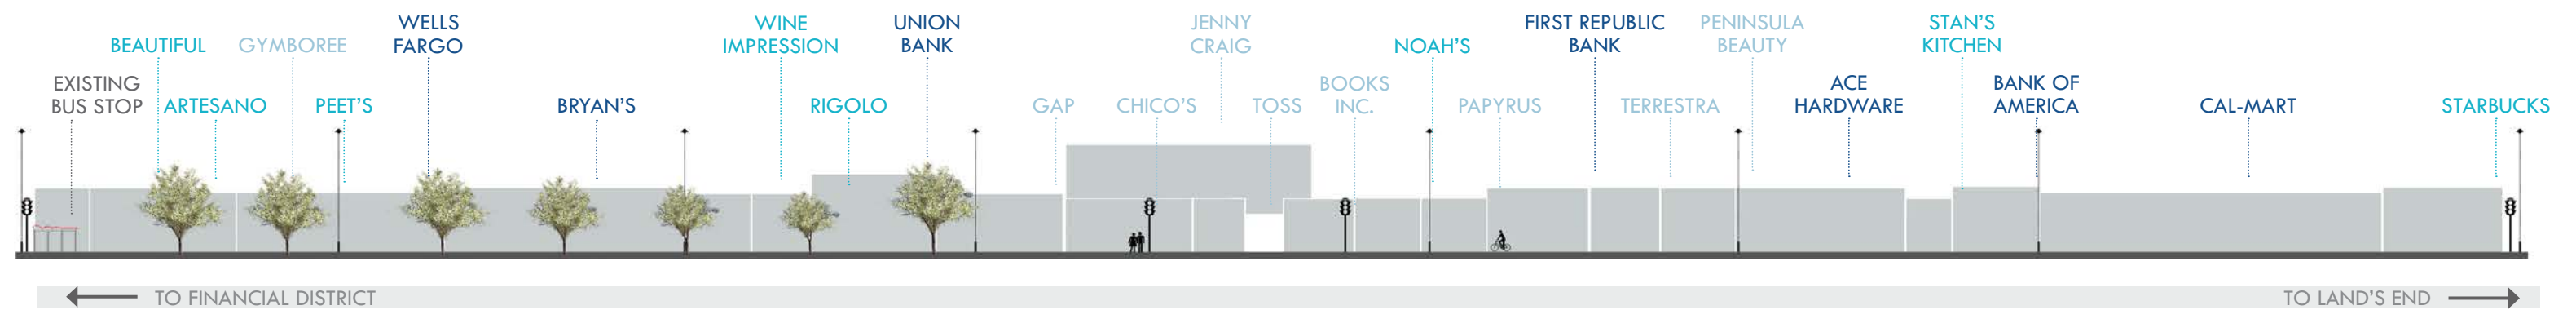 WELLS
FARGO
WINE
IMPRESSION
UNION
BANK
JENNY
CRAIG
FIRST REPUBLIC
BANK
PENINSULA
BEAUTY
STAN'S
KITCHEN
BEAUTIFUL
GYMBOREE
NOAH'S
EXISTING
BUS STOP
ARTESANO
PEET'S
BRYAN'S
RIGOLO
GAP
CHICO'S
TOSS
BOOKS
INC.
PAPYRUS
TERRESTRA
ACE
HARDWARE
BANK OF
AMERICA
CAL-MART
STARBUCKS
TO FINANCIAL DISTRICT
TO LAND'S END